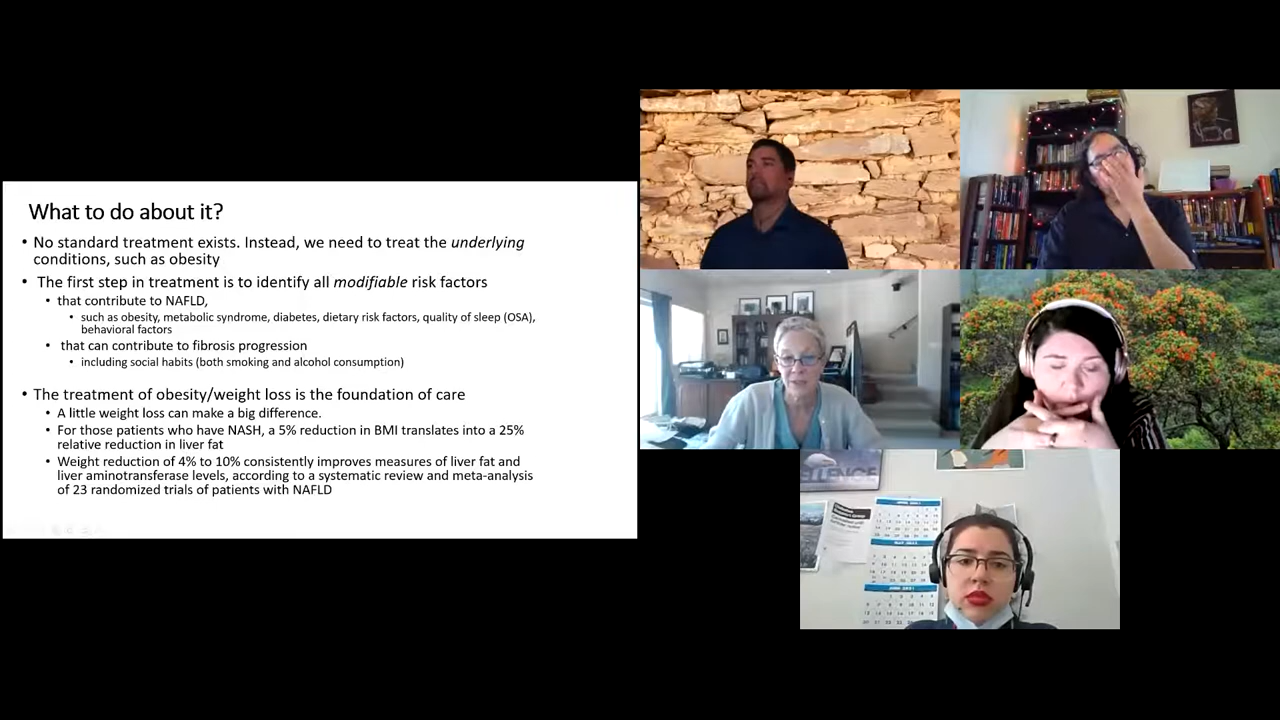 What to do about it?
• No standard treatment exists. Instead, we need to treat the underlying
conditions, such as obesity
• The first step in treatment is to identify all modifiable risk factors
• that contribute to NAFLD,
• such as obesity, metabolic syndrome, diabetes, dietary risk factors, quality of sleep (OSA),
behavioral factors
• that can contribute to fibrosis progression
• including social habits (both smoking and alcohol consumption)
• The treatment of obesity/weight loss is the foundation of care
• A little weight loss can make a big difference.
• For those patients who have NASH, a 5% reduction in BMI translates into a 25%
relative reduction in liver fat
• Weight reduction of 4% to 10% consistently improves measures of liver fat and
liver aminotransferase levels, according to a systematic review and meta-analysis
of 23 randomized trials of patients with NAFLD